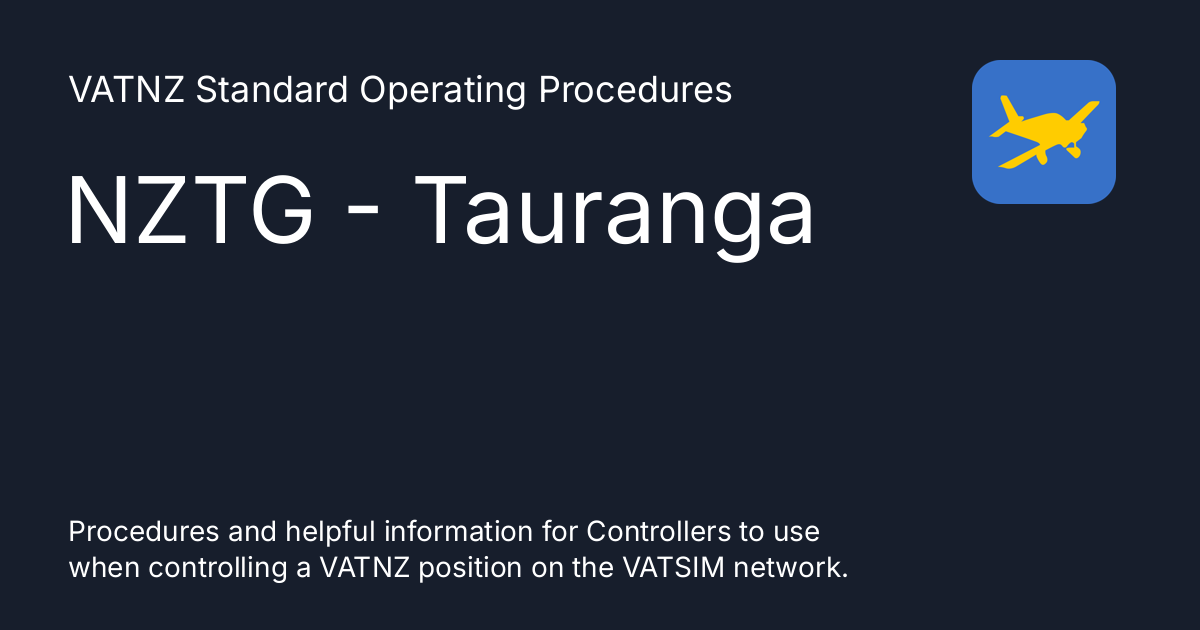 VATNZ Standard Operating Procedures
NZTG - Tauranga
Procedures and helpful information for Controllers to use
when controlling a VATNZ position on the VATSIM network.